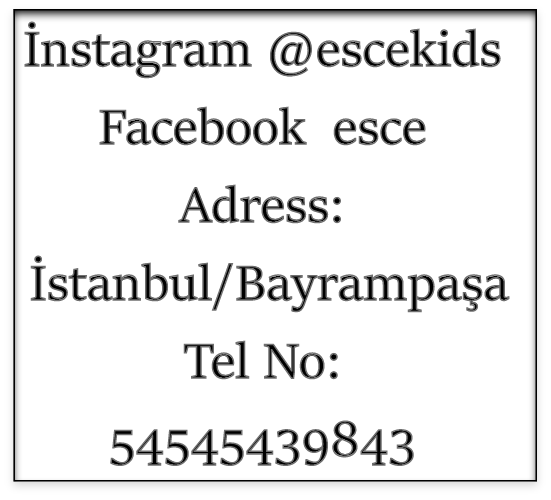 İnstagram @escekids
Facebook esce
Adress:
İstanbul/Bayrampaşa
Tel No:
54545439843